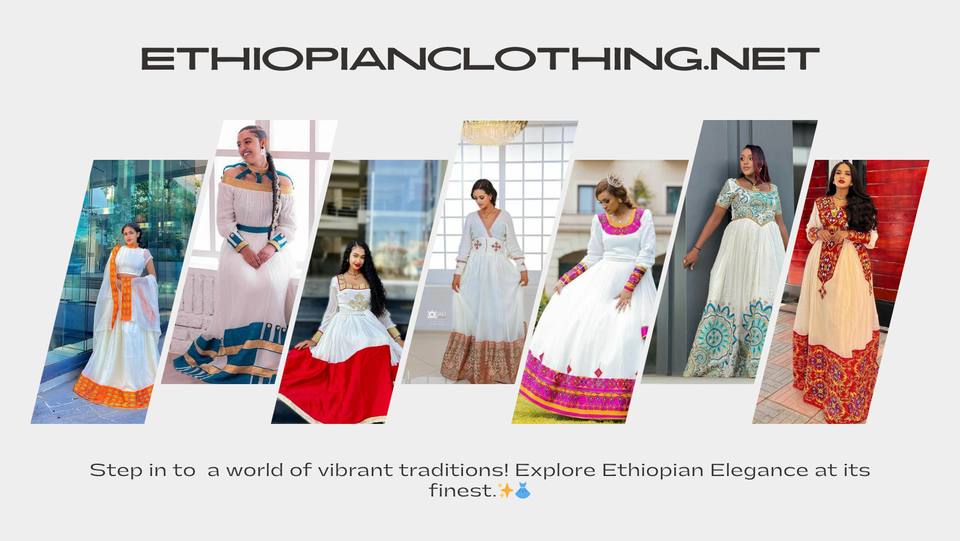 ETHIOPIANCLOTHING.NET
Step in to a world of vibrant traditions! Explore Ethiopian Elegance at its
finest.✨👗